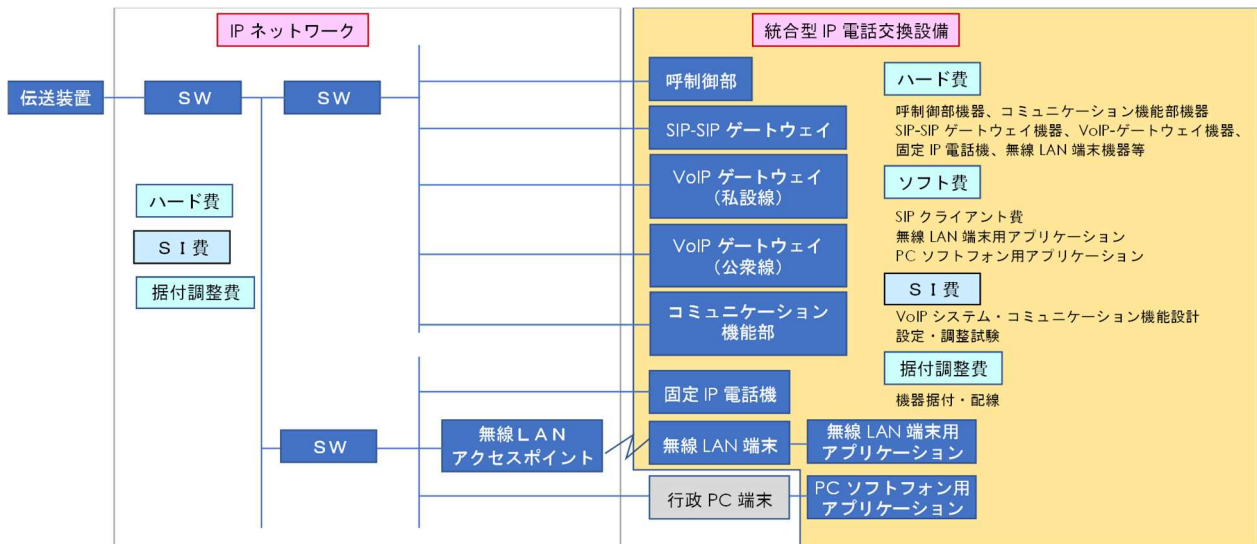 IP ネットワーク
統合型 IP 電話交換設備
伝送装置
ＳＷ
ＳＷ
ハード費
ＳＩ費
据付調整費
ＳＷ
無線ＬＡＮ
アクセスポイント
呼制御部
SIP-SIP ゲートウェイ
VoIP ゲートウェイ
（私設線）
VoIP ゲートウェイ
（公衆線）
コミュニケーション
機能部
固定 IP 電話機
無線 LAN 端末
無線 LAN 端末用
アプリケーション
行政 PC 端末
PC ソフトフォン用
アプリケーション
ハード費
呼制御部機器、コミュニケーション機能部機器
SIP-SIP ゲートウェイ機器、VoIP-ゲートウェイ機器、
固定 IP 電話機、無線 LAN 端末機器等
ソフト費
SIP クライアント費
無線 LAN 端末用アプリケーション
PC ソフトフォン用アプリケーション
ＳＩ費
VoIP システム・コミュニケーション機能設計
設定・調整試験
据付調整費
機器据付・配線